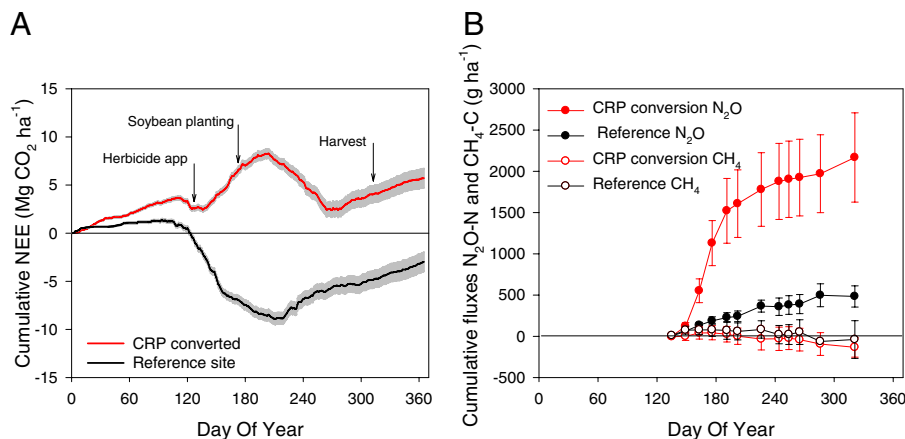 A
Cumulative NEE (Mg CO₂ ha⁻¹)
15
10
5
0
-5
-10
-15
Soybean planting
Herbicide app
Harvest
CRP converted
Reference site
0 60 120 180 240 300 360
Day Of Year
B
Cumulative fluxes N₂O-N and CH₄-C (g ha⁻¹)
3000
2500
2000
1500
1000
500
0
-500
CRP conversion N₂O
Reference N₂O
CRP conversion CH₄
Reference CH₄
0 60 120 180 240 300 360
Day Of Year